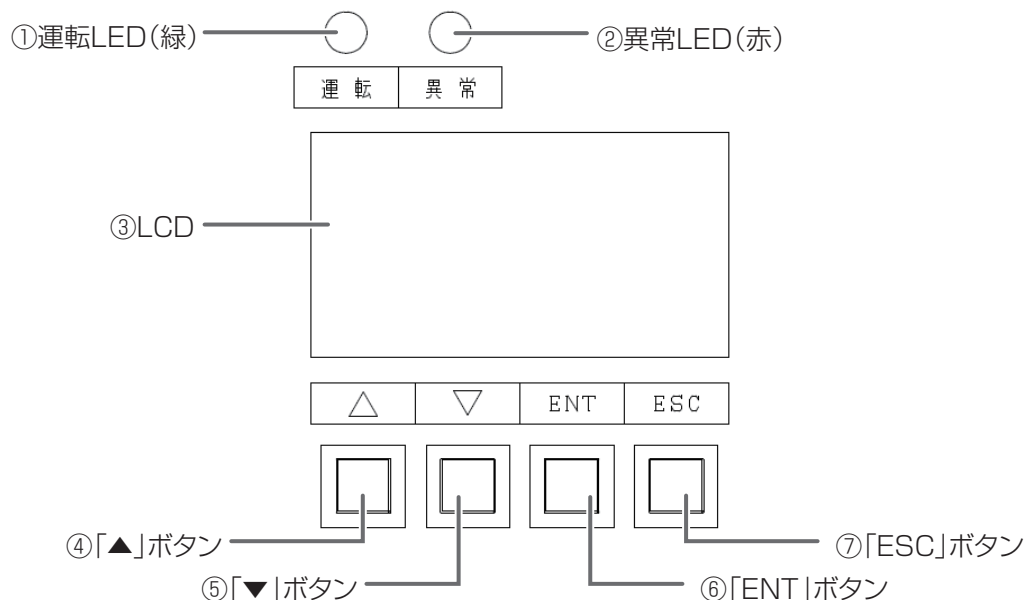 ①運転LED(緑)
②異常LED(赤)
運 転
異 常
③LCD
△
▽
ENT
ESC
④「▲」ボタン
⑦「ESC」ボタン
⑤「▼」ボタン
⑥「ENT」ボタン